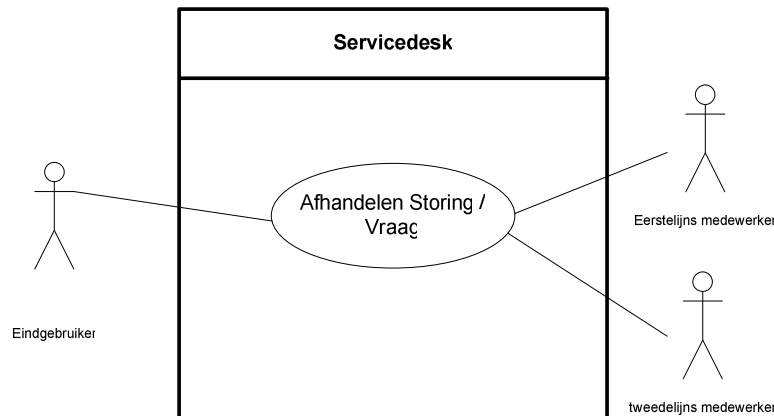 Servicedesk
Afhandelen Storing /
Vraag
Eindgebruiker
Eerstelijns medewerker
tweedelijns medewerker